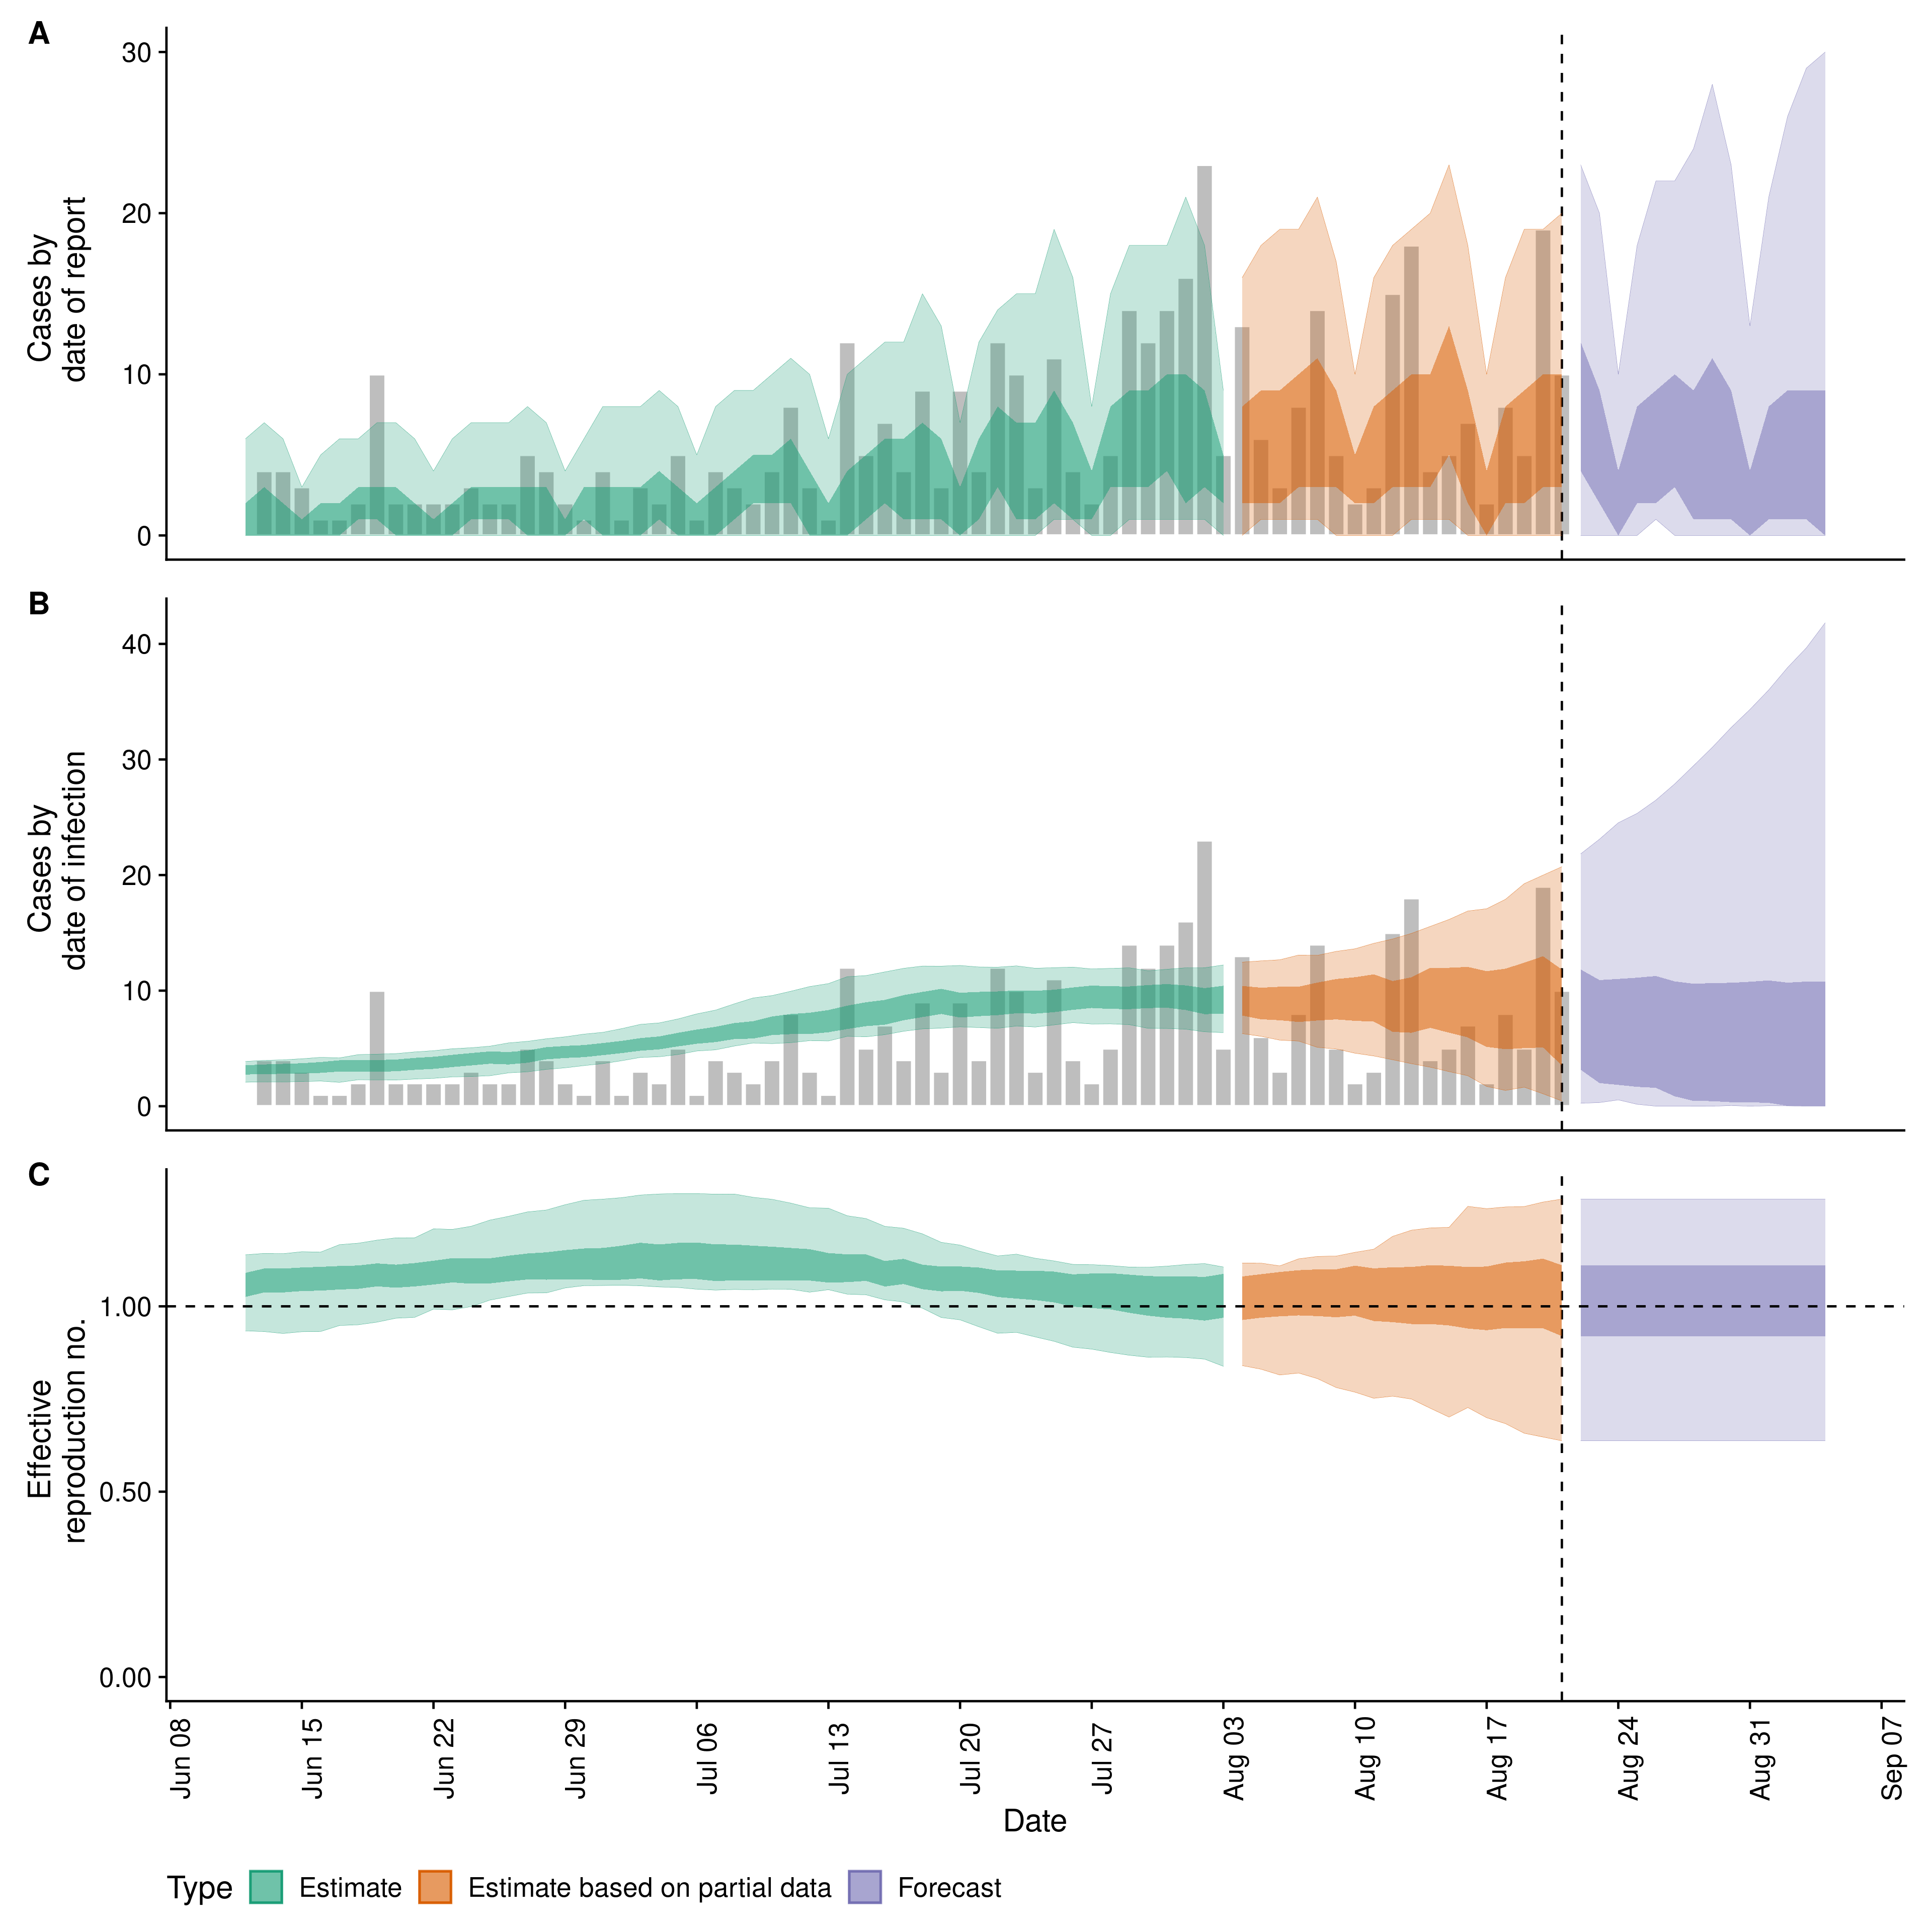 A
Cases by
date of report
30
20
10
0
B
Cases by
date of infection
40
30
20
10
0
C
Effective
reproduction no.
1.00
0.50
0.00
Jun 08
Jun 15
Jun 22
Jun 29
Jul 06
Jul 13
Jul 20
Jul 27
Aug 03
Aug 10
Aug 17
Aug 24
Aug 31
Sep 07
Date
Type Estimate Estimate based on partial data Forecast